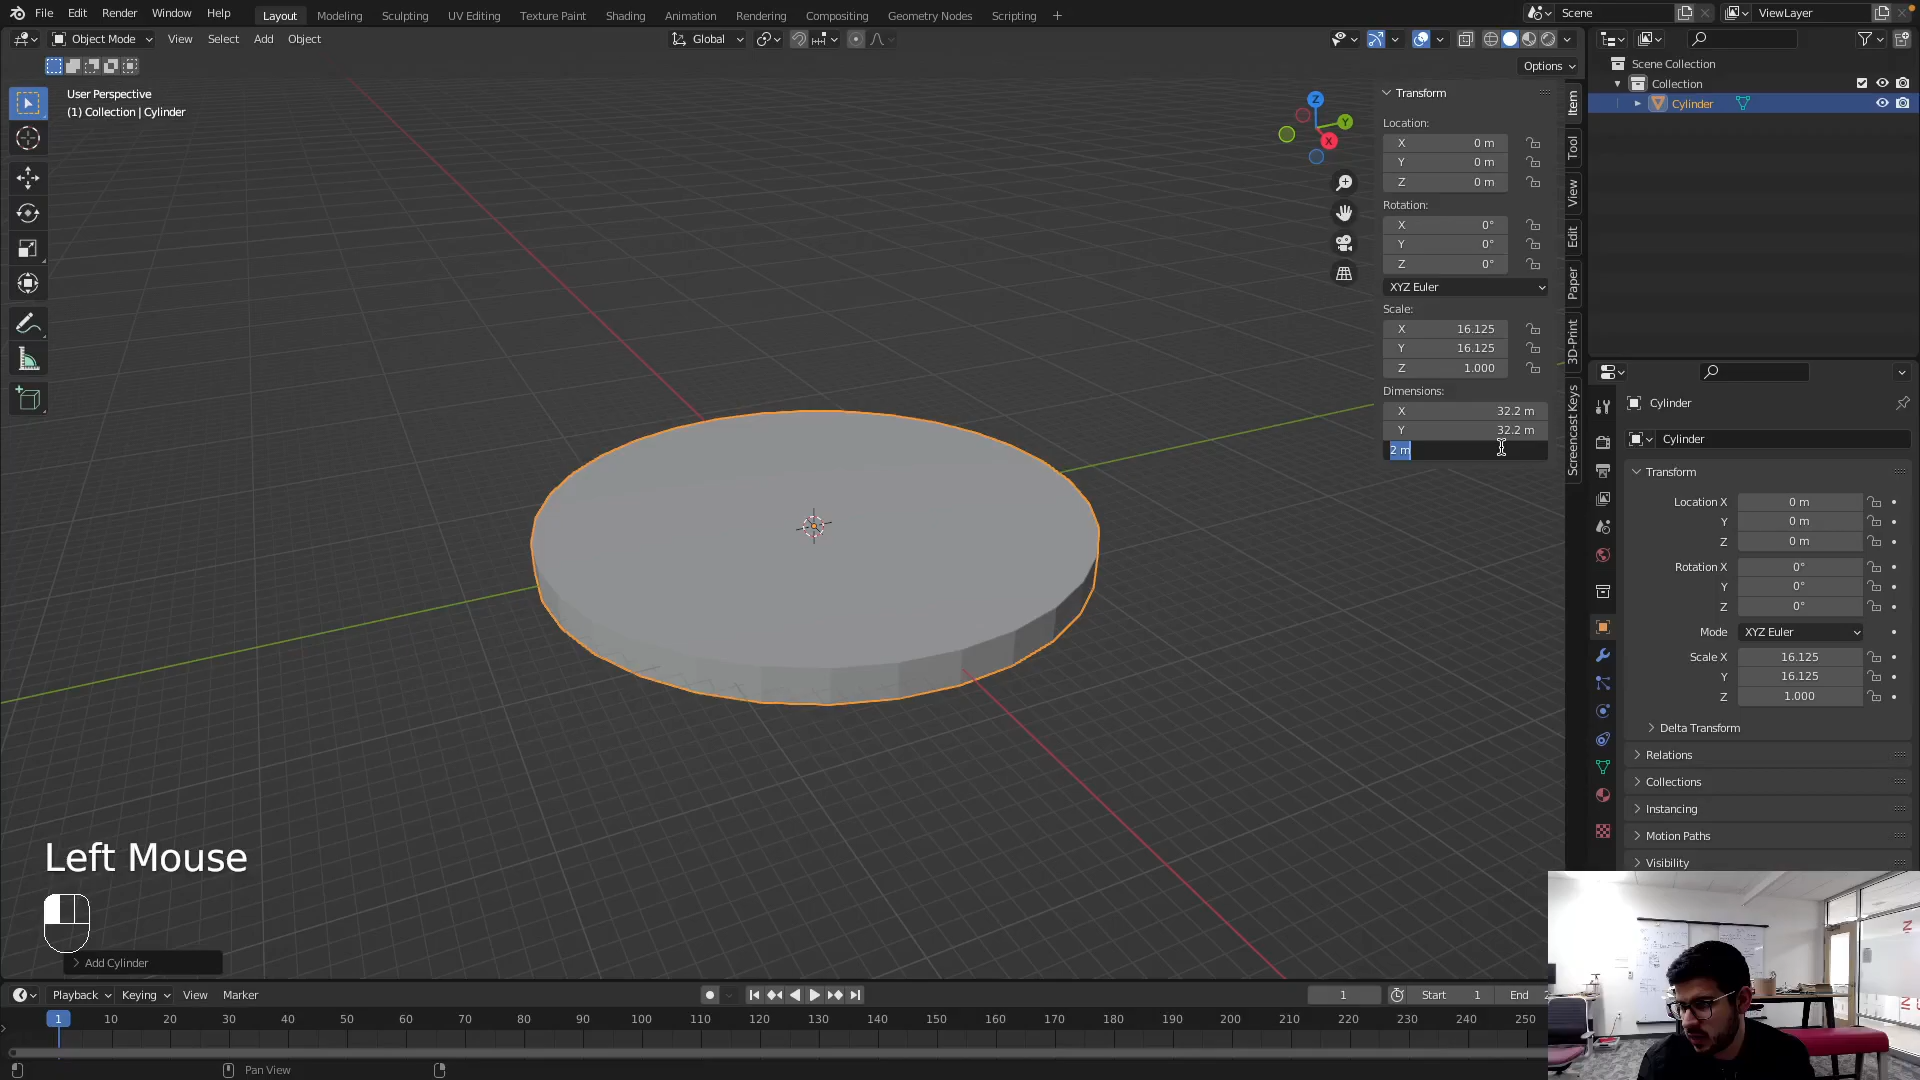 File Edit Render Window Help Layout Modeling Sculpting UV Editing Texture Paint Shading Animation Rendering Compositing Geometry Nodes Scripting + Scene ViewLayer
Object Mode View Select Add Object Global
Options
User Perspective
(1) Collection | Cylinder
Z
Y
X
Transform
Location:
X 0 m
Y 0 m
Z 0 m
Rotation:
X 0°
Y 0°
Z 0°
XYZ Euler
Scale:
X 16.125
Y 16.125
Z 1.000
Dimensions:
X 32.2 m
Y 32.2 m
2 m
Item
Tool
View
Edit
Paper
3D-Print
Screencast Keys
Scene Collection
Collection
Cylinder
Cylinder
Cylinder
Transform
Location X 0 m
Y 0 m
Z 0 m
Rotation X 0°
Y 0°
Z 0°
Mode XYZ Euler
Scale X 16.125
Y 16.125
Z 1.000
Delta Transform
Relations
Collections
Instancing
Motion Paths
Visibility
Left Mouse
Add Cylinder
Playback Keying View Marker 1 Start 1 End 2
1 10 20 30 40 50 60 70 80 90 100 110 120 130 140 150 160 170 180 190 200 210 220 230 240 250
Pan View